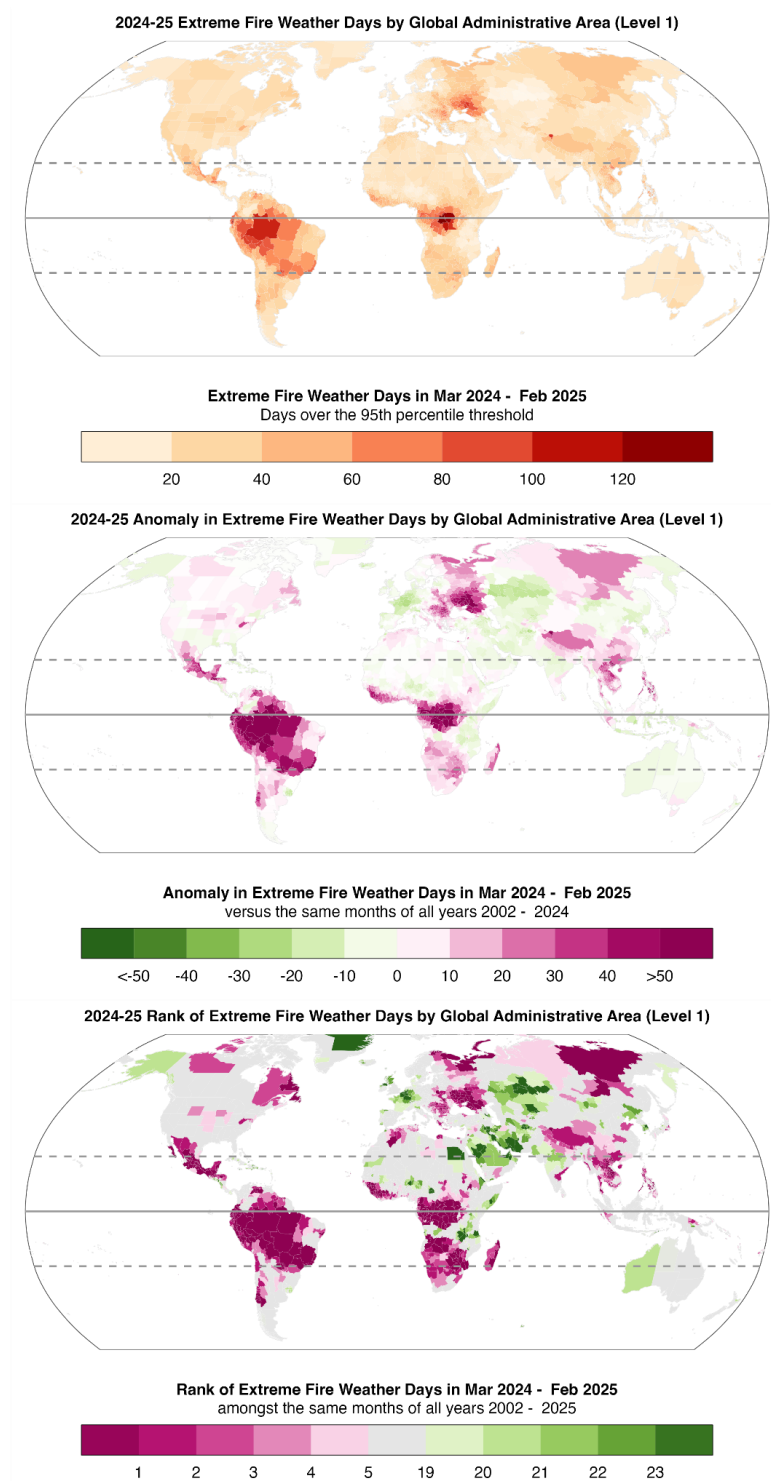 2024-25 Extreme Fire Weather Days by Global Administrative Area (Level 1)
Extreme Fire Weather Days in Mar 2024 -  Feb 2025
Days over the 95th percentile threshold
20 40 60 80 100 120
2024-25 Anomaly in Extreme Fire Weather Days by Global Administrative Area (Level 1)
Anomaly in Extreme Fire Weather Days in Mar 2024 -  Feb 2025
versus the same months of all years 2002 -  2024
<-50 -40 -30 -20 -10 0 10 20 30 40 >50
2024-25 Rank of Extreme Fire Weather Days by Global Administrative Area (Level 1)
Rank of Extreme Fire Weather Days in Mar 2024 -  Feb 2025
amongst the same months of all years 2002 -  2025
1 2 3 4 5 19 20 21 22 23